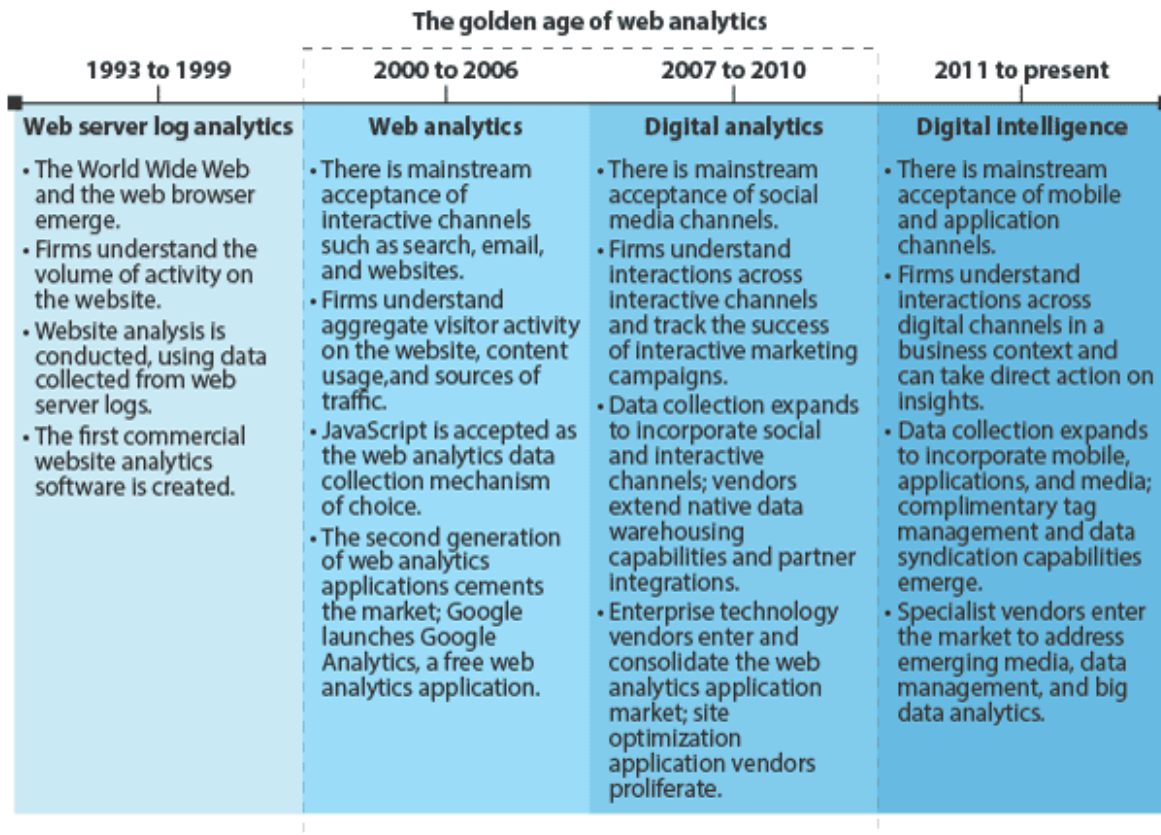 The golden age of web analytics
1993 to 1999
2000 to 2006
2007 to 2010
2011 to present
Web server log analytics
• The World Wide Web
and the web browser
emerge.
• Firms understand the
volume of activity on
the website.
• Website analysis is
conducted, using data
collected from web
server logs.
• The first commercial
website analytics
software is created.
Web analytics
• There is mainstream
acceptance of
interactive channels
such as search, email,
and websites.
• Firms understand
aggregate visitor activity
on the website, content
usage,and sources of
traffic.
• JavaScript is accepted as
the web analytics data
collection mechanism
of choice.
• The second generation
of web analytics
applications cements
the market; Google
launches Google
Analytics, a free web
analytics application.
Digital analytics
• There is mainstream
acceptance of social
media channels.
• Firms understand
interactions across
interactive channels
and track the success
of interactive marketing
campaigns.
• Data collection expands
to incorporate social
and interactive
channels; vendors
extend native data
warehousing
capabilities and partner
integrations.
• Enterprise technology
vendors enter and
consolidate the web
analytics application
market; site
optimization
application vendors
proliferate.
Digital intelligence
• There is mainstream
acceptance of mobile
and application
channels.
• Firms understand
interactions across
digital channels in a
business context and
can take direct action on
insights.
• Data collection expands
to incorporate mobile,
applications, and media;
complimentary tag
management and data
syndication capabilities
emerge.
• Specialist vendors enter
the market to address
emerging media, data
management, and big
data analytics.